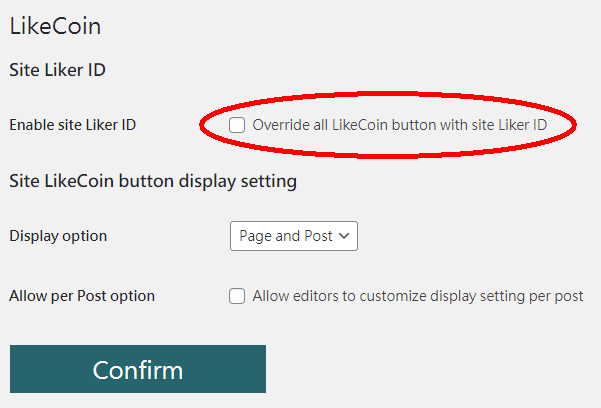 LikeCoin
Site Liker ID
Enable site Liker ID Override all LikeCoin button with site Liker ID
Site LikeCoin button display setting
Display option Page and Post
Allow per Post option Allow editors to customize display setting per post
Confirm